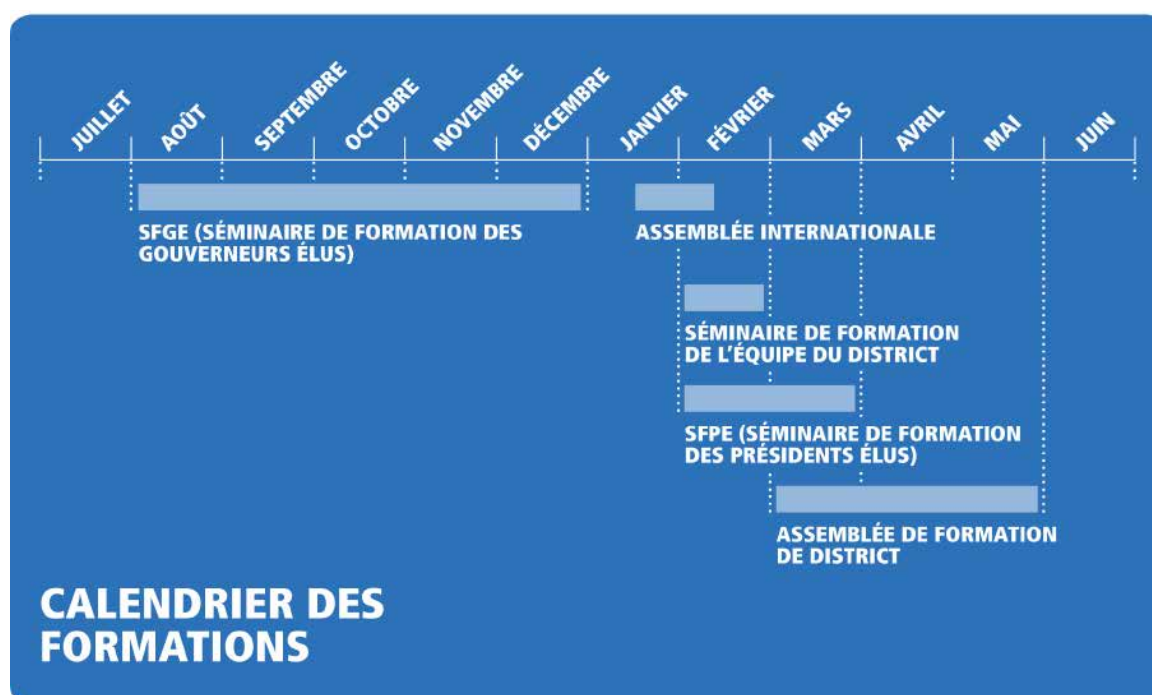 JUILLET
AOÛT
SEPTEMBRE
OCTOBRE
NOVEMBRE
DÉCEMBRE
JANVIER
FÉVRIER
MARS
AVRIL
MAI
JUIN
SFGE (SÉMINAIRE DE FORMATION DES
GOUVERNEURS ÉLUS)
ASSEMBLÉE INTERNATIONALE
SÉMINAIRE DE FORMATION
DE L'ÉQUIPE DU DISTRICT
SFPE (SÉMINAIRE DE FORMATION
DES PRÉSIDENTS ÉLUS)
ASSEMBLÉE DE FORMATION
DE DISTRICT
CALENDRIER DES
FORMATIONS